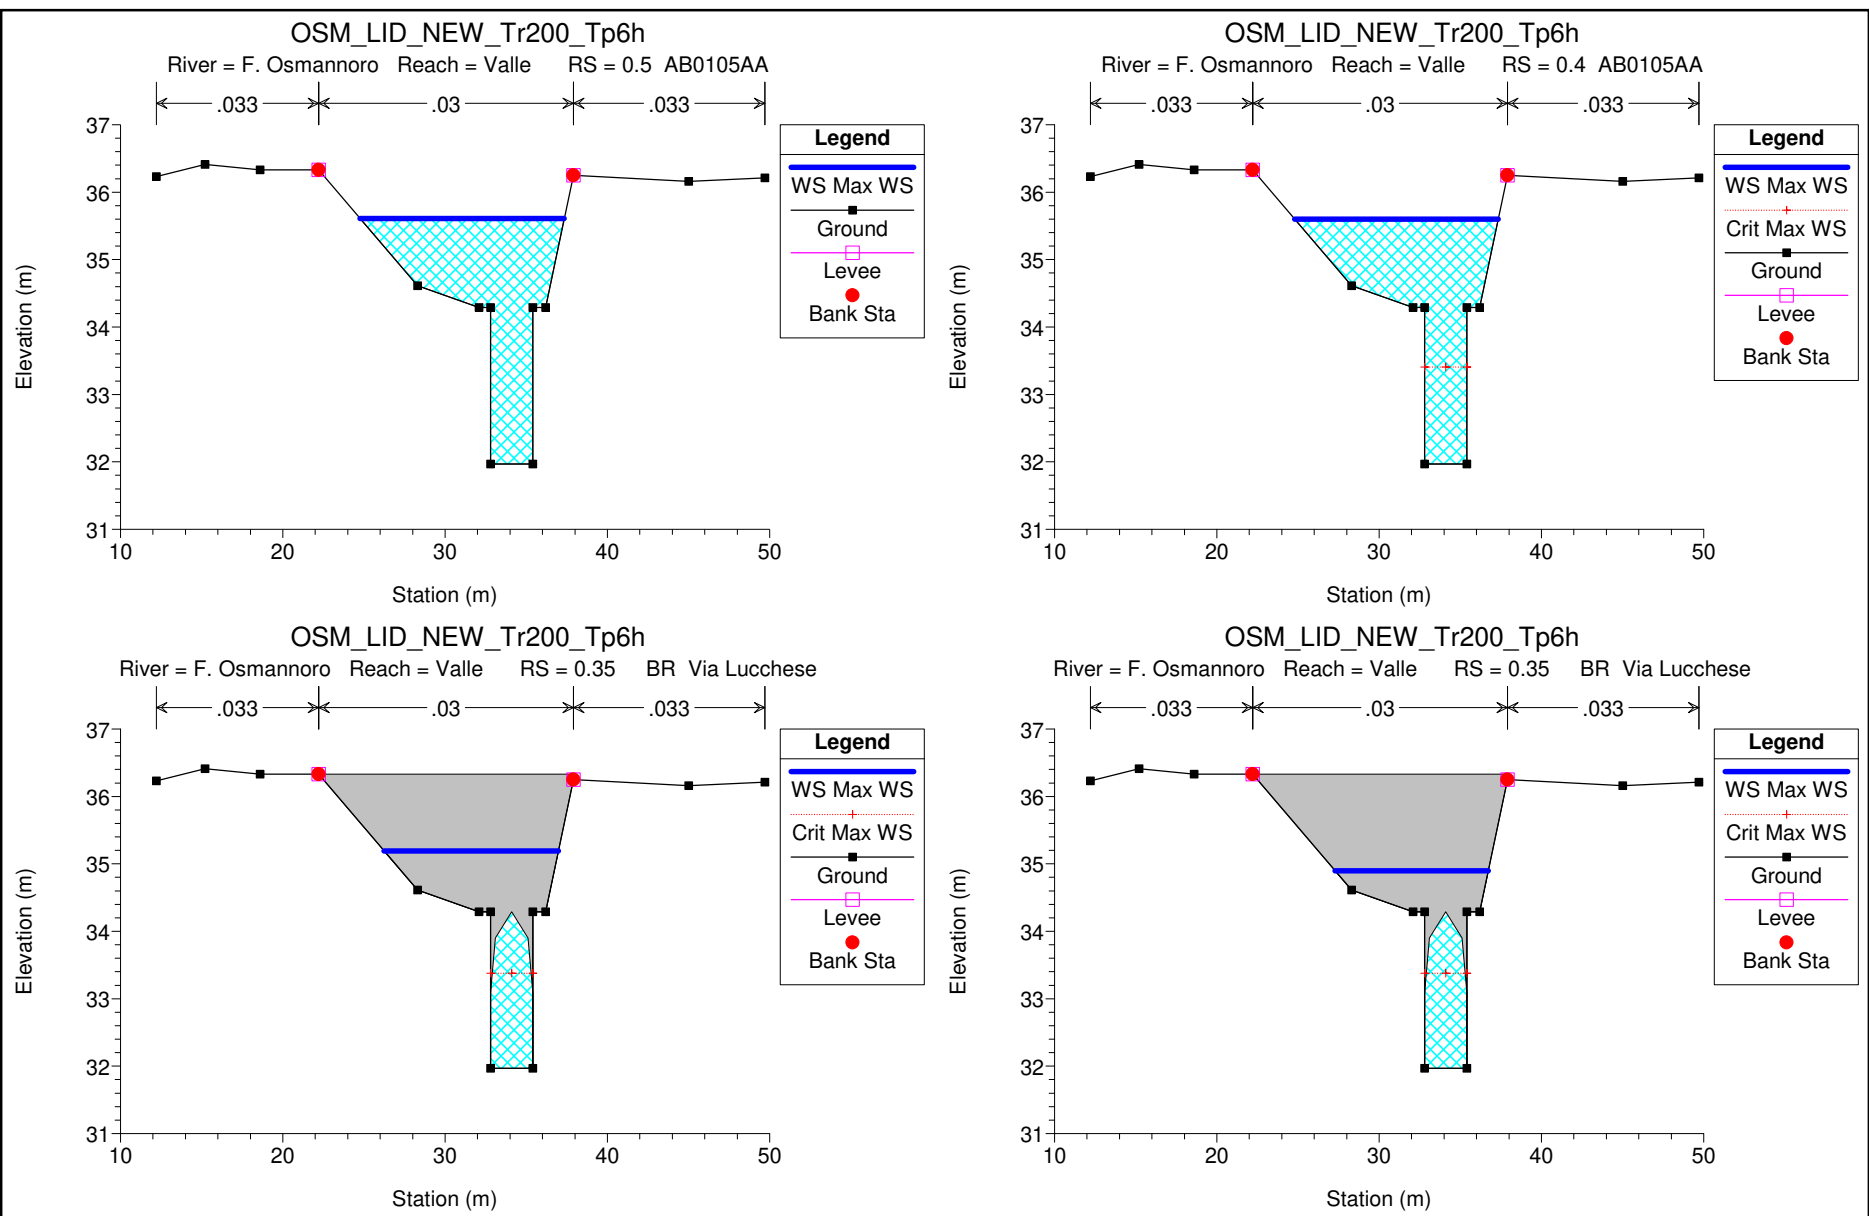 OSM_LID_NEW_Tr200_Tp6h
River = F. Osmannoro Reach = Valle RS = 0.5 AB0105AA
.033 .03 .033
37
36
35
34
33
32
31
10 20 30 40 50
Elevation (m)
Station (m)
Legend
WS Max WS
Ground
Levee
Bank Sta
OSM_LID_NEW_Tr200_Tp6h
River = F. Osmannoro Reach = Valle RS = 0.4 AB0105AA
.033 .03 .033
37
36
35
34
33
32
31
10 20 30 40 50
Elevation (m)
Station (m)
Legend
WS Max WS
Crit Max WS
Ground
Levee
Bank Sta
OSM_LID_NEW_Tr200_Tp6h
River = F. Osmannoro Reach = Valle RS = 0.35 BR Via Lucchese
.033 .03 .033
37
36
35
34
33
32
31
10 20 30 40 50
Elevation (m)
Station (m)
Legend
WS Max WS
Crit Max WS
Ground
Levee
Bank Sta
OSM_LID_NEW_Tr200_Tp6h
River = F. Osmannoro Reach = Valle RS = 0.35 BR Via Lucchese
.033 .03 .033
37
36
35
34
33
32
31
10 20 30 40 50
Elevation (m)
Station (m)
Legend
WS Max WS
Crit Max WS
Ground
Levee
Bank Sta